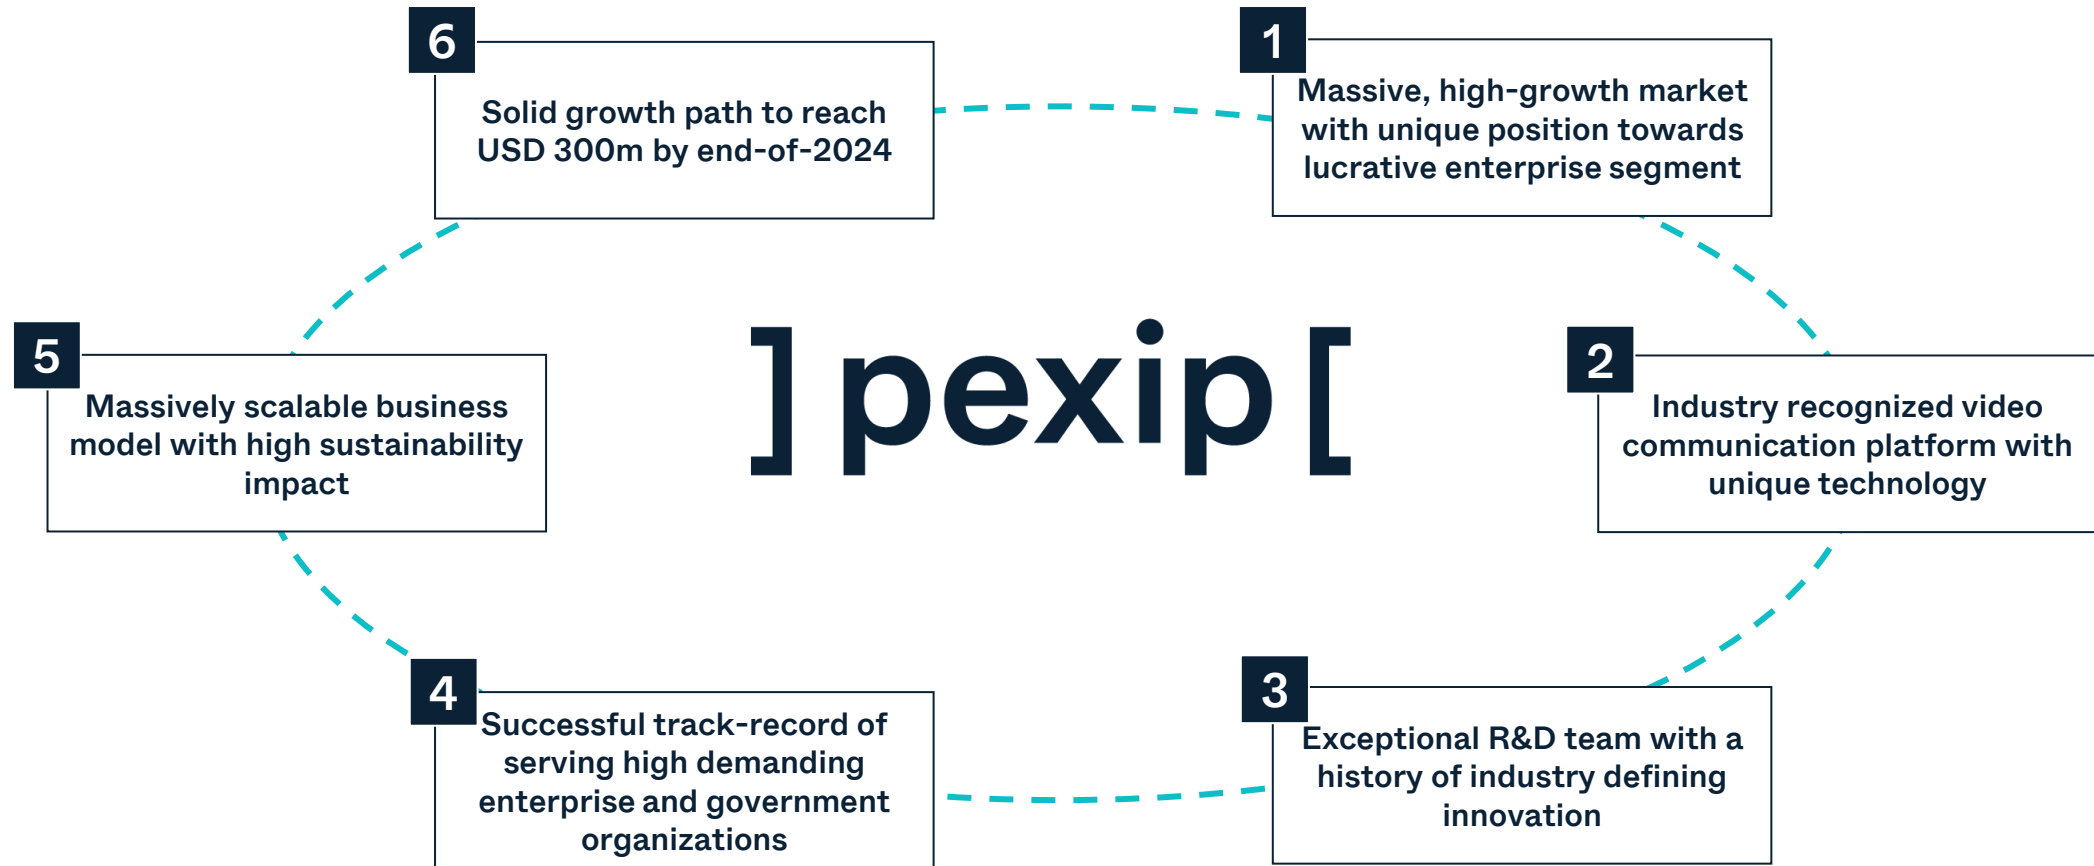 1
Massive, high-growth market
with unique position towards
lucrative enterprise segment
2
Industry recognized video
communication platform with
unique technology
3
Exceptional R&D team with a
history of industry defining
innovation
4
Successful track-record of
serving high demanding
enterprise and government
organizations
5
Massively scalable business
model with high sustainability
impact
6
Solid growth path to reach
USD 300m by end-of-2024
]pexip[